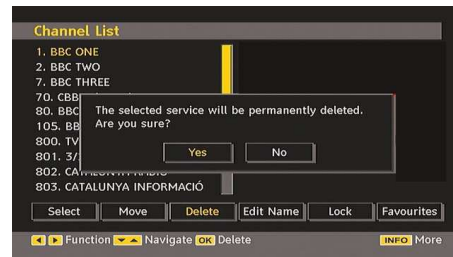 Channel List
1. BBC ONE
2. BBC TWO
7. BBC THREE
70. CBB
80. BBC
105. BB
800. TV
801. 3/
802. CATALUNYA RÀDIO
803. CATALUNYA INFORMACIÓ
The selected service will be permanently deleted.
Are you sure?
Yes No
Select Move Delete Edit Name Lock Favourites
Function Navigate OK Delete INFO More